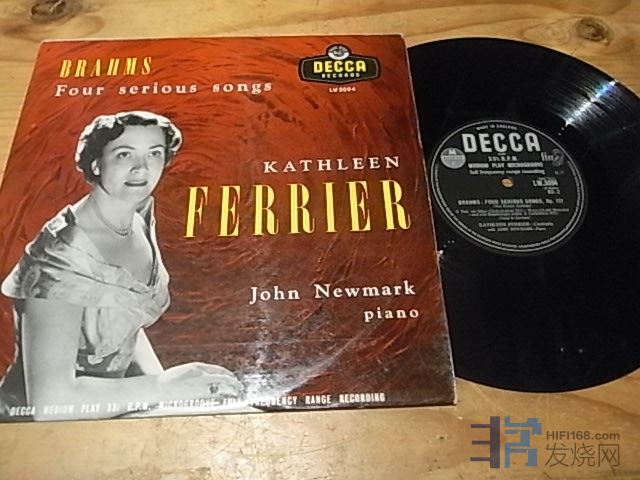 BRAHMS
Four serious songs
DECCA
RECORDS
LW 5094
KATHLEEN
FERRIER
John Newmark
piano
DECCA MEDIUM PLAY 33⅓ R.P.M. MICROGROOVE FULL FREQUENCY RANGE RECORDING
MADE IN ENGLAND
DECCA
33⅓ R.P.M.
MEDIUM PLAY MICROGROOVE
full frequency range recording
LW.5094
BRAHMS: FOUR SERIOUS SONGS, Op. 121
KATHLEEN FERRIER
with JOHN NEWMARK
HIFI168.com
发烧网